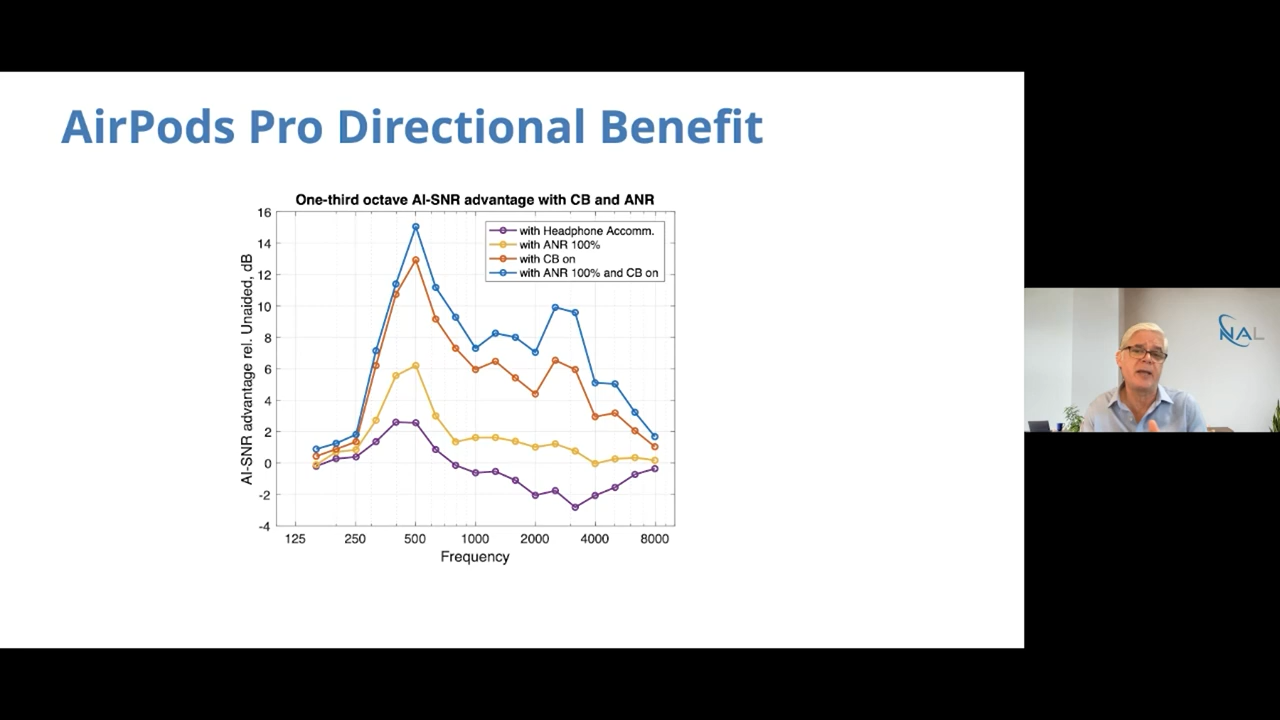 AirPods Pro Directional Benefit
One-third octave AI-SNR advantage with CB and ANR
AI-SNR advantage rel. Unaided, dB
16
14
12
10
8
6
4
2
0
-2
-4
with Headphone Accomm.
with ANR 100%
with CB on
with ANR 100% and CB on
125 250 500 1000 2000 4000 8000
Frequency
NAL